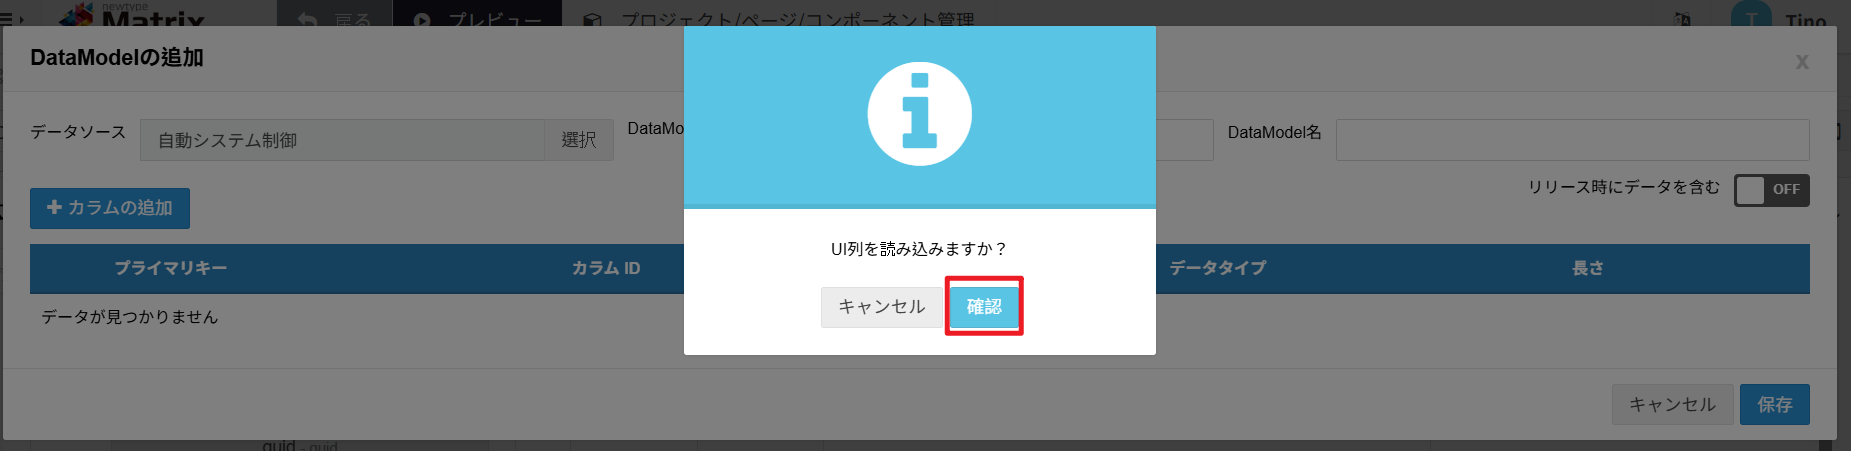 newtype
Matrix
戻る
プレビュー
プロジェクト/ページ/コンポーネント管理
T
Tino
DataModelの追加
x
データソース
自動システム制御
選択
DataMo
DataModel名
リリース時にデータを含む
OFF
カラムの追加
プライマリキー
カラム ID
データタイプ
長さ
データが見つかりません
UI列を読み込みますか？
キャンセル
確認
キャンセル
保存
guid - guid